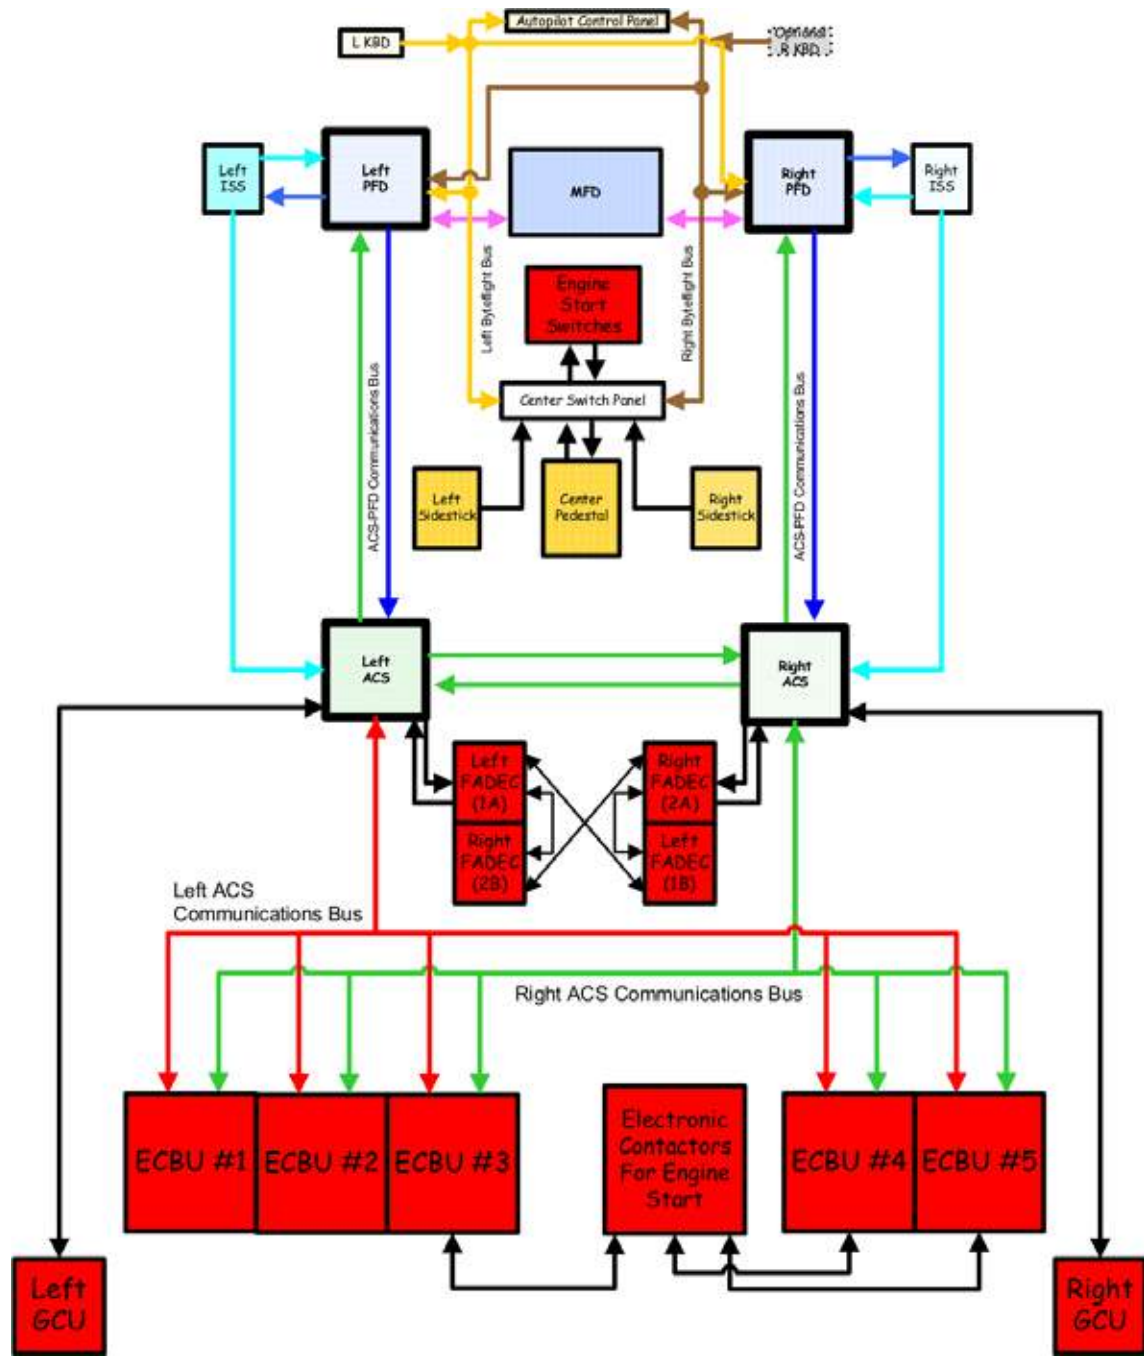 Autopilot Control Panel
L KBD
Optional
R KBD
Left
ISS
Left
PFD
MFD
Right
PFD
Right
ISS
Engine
Start
Switches
Left Byteflight Bus
Right Byteflight Bus
Center Switch Panel
ACS-PFD Communications Bus
ACS-PFD Communications Bus
Left
Sidestick
Center
Pedestal
Right
Sidestick
Left
ACS
Right
ACS
Left
FADEC
(1A)
Right
FADEC
(2A)
Right
FADEC
(2B)
Left
FADEC
(1B)
Left ACS
Communications Bus
Right ACS Communications Bus
ECBU #1
ECBU #2
ECBU #3
Electronic
Contactors
For Engine
Start
ECBU #4
ECBU #5
Left
GCU
Right
GCU